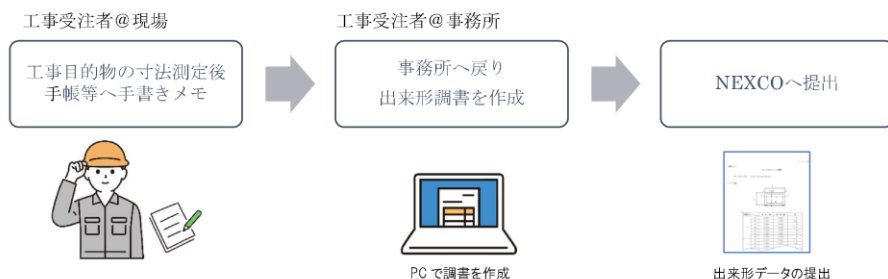 工事受注者@現場
工事受注者@事務所
工事目的物の寸法測定後
手帳等へ手書きメモ
事務所へ戻り
出来形調書を作成
NEXCOへ提出
PCで調書を作成
出来形データの提出